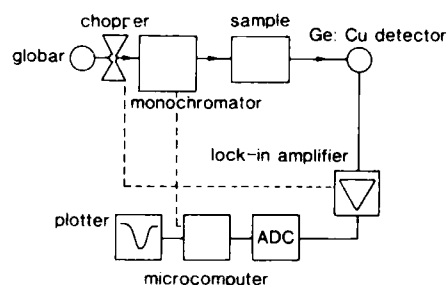 chopper
sample
Ge: Cu detector
globar
monochromator
lock-in amplifier
plotter
ADC
microcomputer